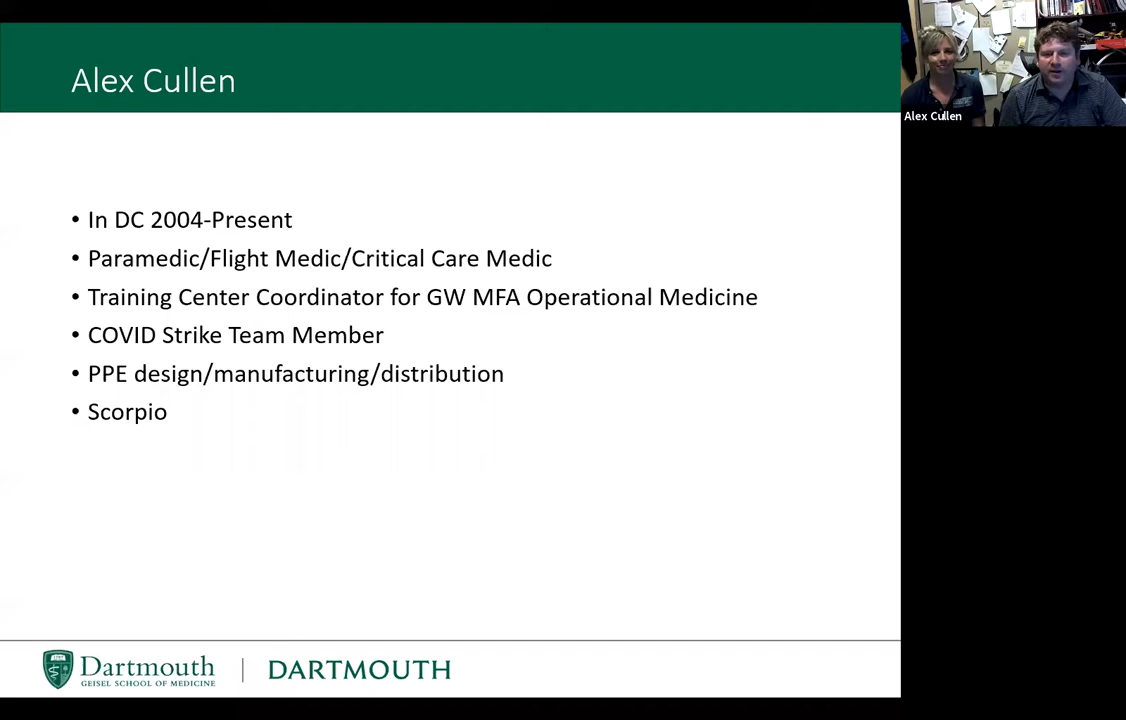 Alex Cullen
Alex Cullen
• In DC 2004-Present
• Paramedic/Flight Medic/Critical Care Medic
• Training Center Coordinator for GW MFA Operational Medicine
• COVID Strike Team Member
• PPE design/manufacturing/distribution
• Scorpio
Dartmouth
GEISEL SCHOOL OF MEDICINE
DARTMOUTH